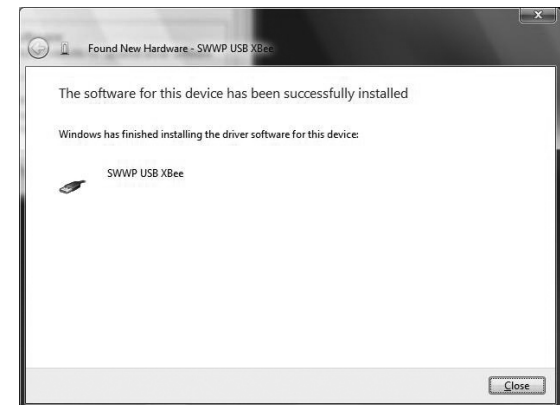 Found New Hardware - SWWP USB XBee
The software for this device has been successfully installed
Windows has finished installing the driver software for this device:
SWWP USB XBee
Close